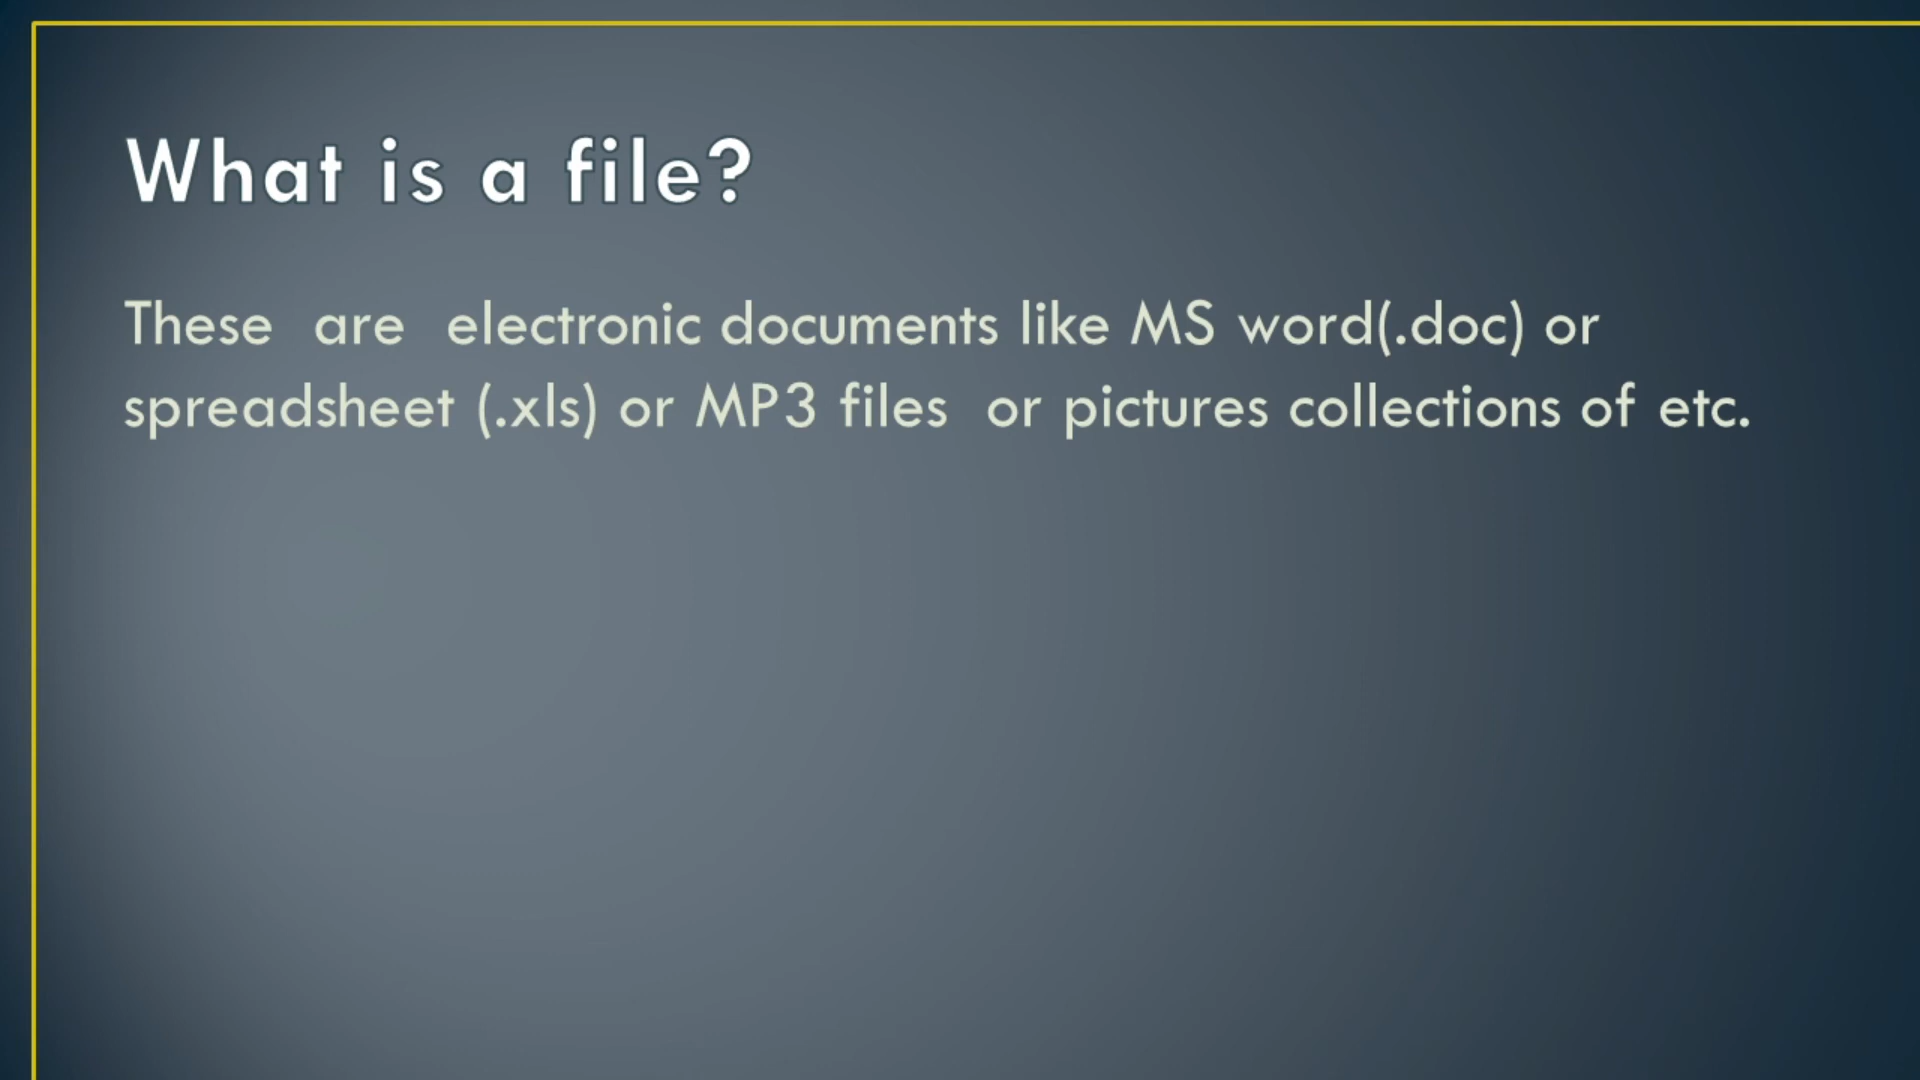 What is a file?
These are electronic documents like MS word(.doc) or
spreadsheet (.xls) or MP3 files or pictures collections of etc.